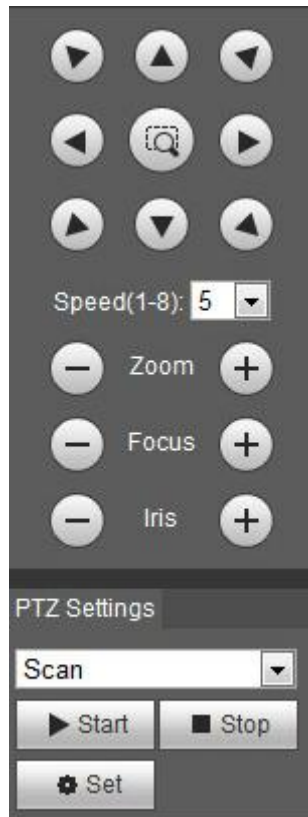 Speed(1-8): 5
Zoom
Focus
Iris
PTZ Settings
Scan
Start Stop
Set